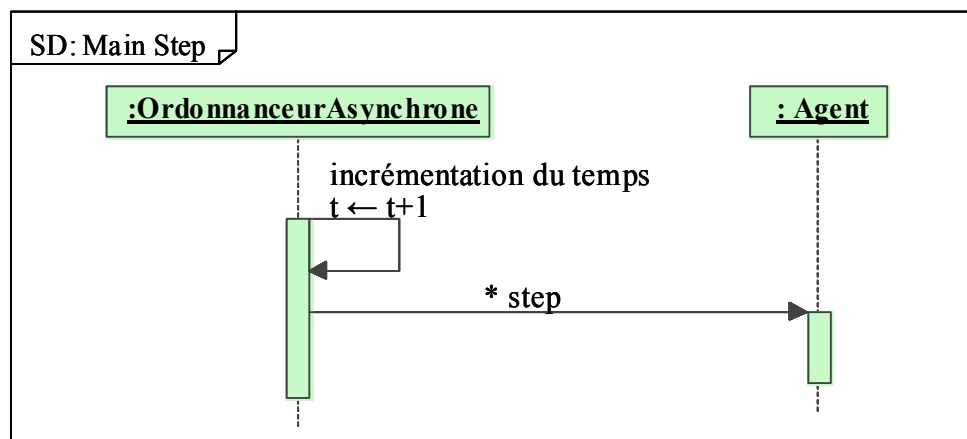 SD: Main Step
:OrdonnanceurAsynchrone
: Agent
incrémentation du temps
t ← t+1
* step